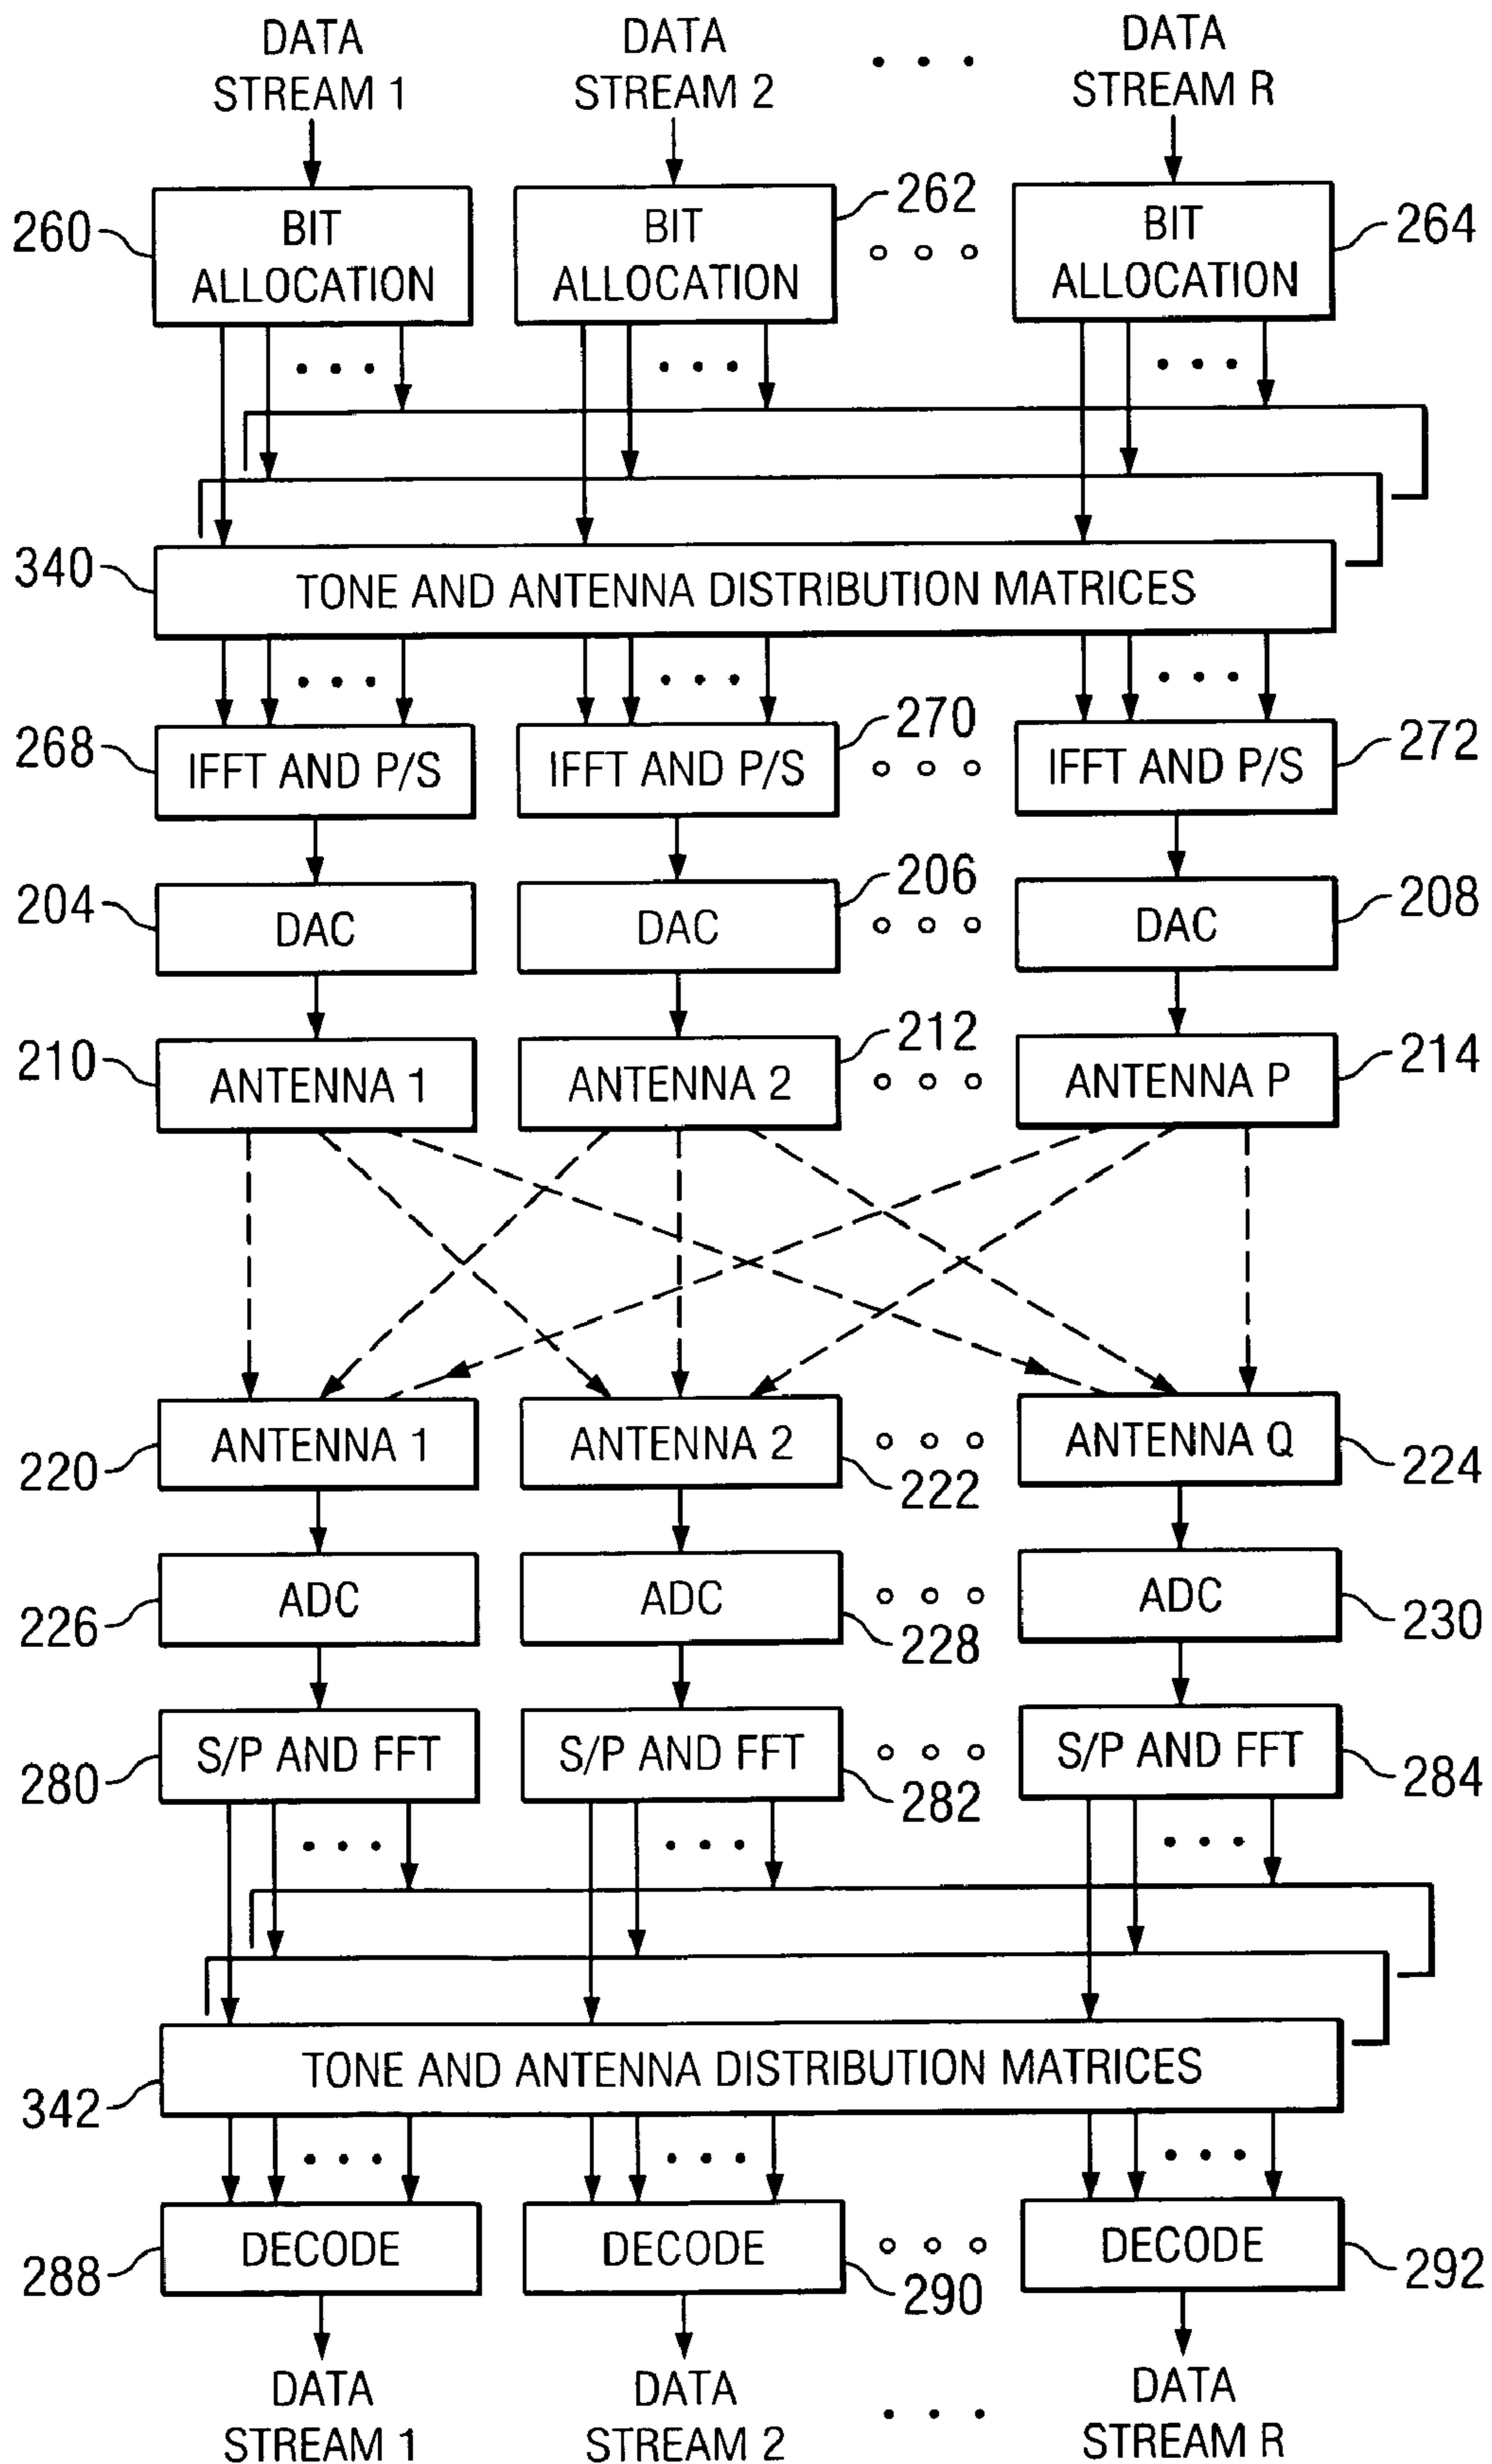 DATA STREAM 1
DATA STREAM 2
DATA STREAM R
260
BIT ALLOCATION
BIT ALLOCATION
262
BIT ALLOCATION
264
340
TONE AND ANTENNA DISTRIBUTION MATRICES
268
IFFT AND P/S
IFFT AND P/S
270
IFFT AND P/S
272
204
DAC
DAC
206
DAC
208
210
ANTENNA 1
ANTENNA 2
212
ANTENNA P
214
220
ANTENNA 1
ANTENNA 2
222
ANTENNA Q
224
226
ADC
ADC
228
ADC
230
280
S/P AND FFT
S/P AND FFT
282
S/P AND FFT
284
342
TONE AND ANTENNA DISTRIBUTION MATRICES
288
DECODE
DECODE
290
DECODE
292
DATA STREAM 1
DATA STREAM 2
DATA STREAM R